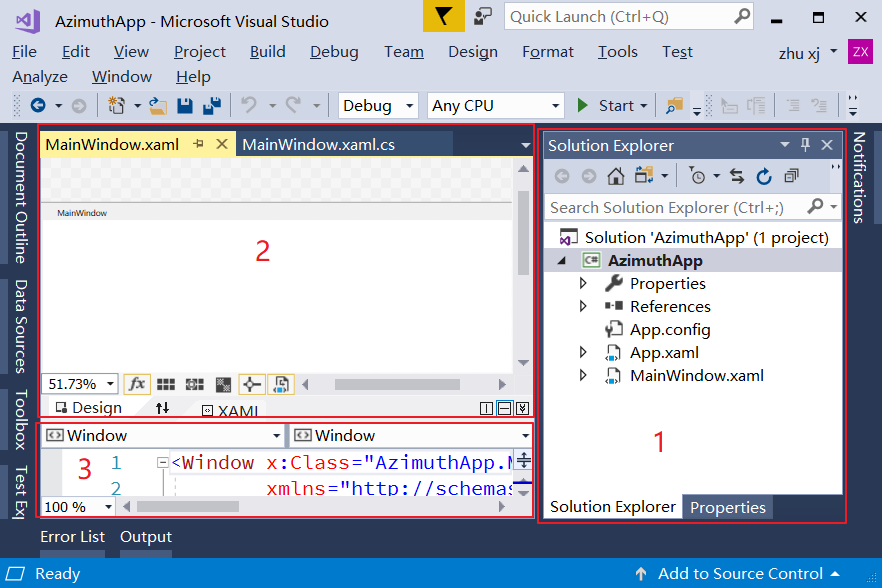 AzimuthApp - Microsoft Visual Studio
Quick Launch (Ctrl+Q)
File Edit View Project Build Debug Team Design Format Tools Test
zhu xj
ZX
Analyze Window Help
Debug
Any CPU
Start
Document Outline
Data Sources
Toolbox
Test Exp
MainWindow.xaml
MainWindow.xaml.cs
MainWindow
2
51.73%
fx
Design
XAML
Window
Window
3
1
<Window x:Class="AzimuthApp.M
2
xmlns="http://schemas
100 %
Solution Explorer
Search Solution Explorer (Ctrl+;)
Solution 'AzimuthApp' (1 project)
C# AzimuthApp
Properties
References
App.config
App.xaml
MainWindow.xaml
1
Solution Explorer
Properties
Notifications
Error List
Output
Ready
Add to Source Control